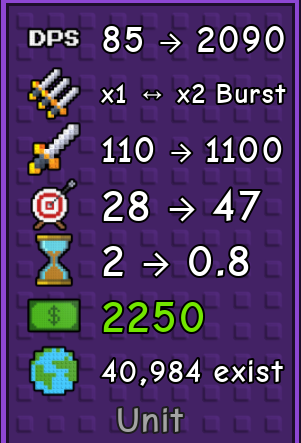 DPS 85 → 2090
x1 ↔ x2 Burst
110 → 1100
28 → 47
2 → 0.8
$ 2250
40,984 exist
Unit